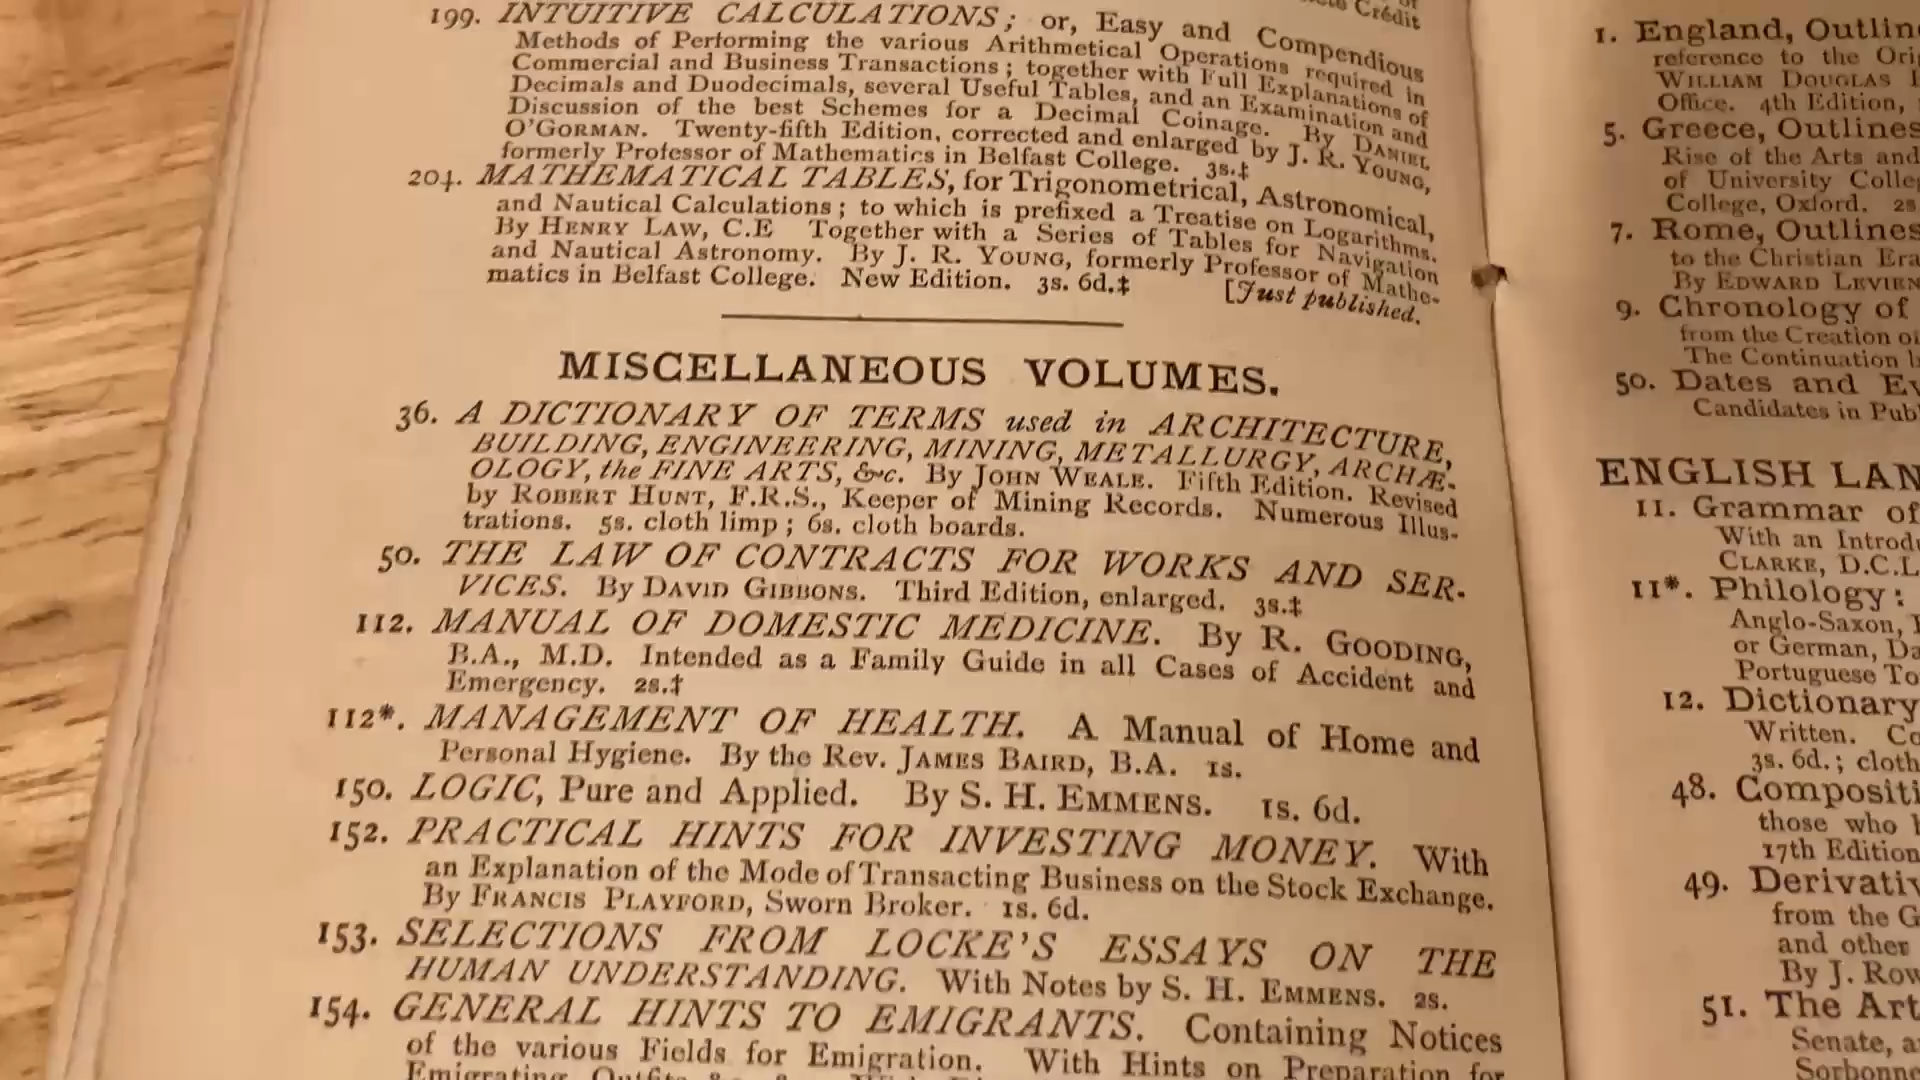 Crédit
199. INTUITIVE CALCULATIONS; or, Easy and Compendious
Methods of Performing the various Arithmetical Operations required in
Commercial and Business Transactions; together with Full Explanations of
Decimals and Duodecimals, several Useful Tables, and an Examination and
Discussion of the best Schemes for a Decimal Coinage. By DANIEL
O'GORMAN. Twenty-fifth Edition, corrected and enlarged by J. R. YOUNG,
formerly Professor of Mathematics in Belfast College. 3s.‡
204. MATHEMATICAL TABLES, for Trigonometrical, Astronomical,
and Nautical Calculations; to which is prefixed a Treatise on Logarithms.
By HENRY LAW, C.E Together with a Series of Tables for Navigation
and Nautical Astronomy. By J. R. YOUNG, formerly Professor of Mathe-
matics in Belfast College. New Edition. 3s. 6d.‡ [Just published.
MISCELLANEOUS VOLUMES.
36. A DICTIONARY OF TERMS used in ARCHITECTURE,
BUILDING, ENGINEERING, MINING, METALLURGY, ARCHÆ-
OLOGY, the FINE ARTS, &c. By JOHN WEALE. Fifth Edition. Revised
by ROBERT HUNT, F.R.S., Keeper of Mining Records. Numerous Illus-
trations. 5s. cloth limp; 6s. cloth boards.
50. THE LAW OF CONTRACTS FOR WORKS AND SER-
VICES. By DAVID GIBBONS. Third Edition, enlarged. 3s.‡
112. MANUAL OF DOMESTIC MEDICINE. By R. GOODING,
B.A., M.D. Intended as a Family Guide in all Cases of Accident and
Emergency. 2s.‡
112*. MANAGEMENT OF HEALTH. A Manual of Home and
Personal Hygiene. By the Rev. JAMES BAIRD, B.A. 1s.
150. LOGIC, Pure and Applied. By S. H. EMMENS. 1s. 6d.
152. PRACTICAL HINTS FOR INVESTING MONEY. With
an Explanation of the Mode of Transacting Business on the Stock Exchange.
By FRANCIS PLAYFORD, Sworn Broker. 1s. 6d.
153. SELECTIONS FROM LOCKE'S ESSAYS ON THE
HUMAN UNDERSTANDING. With Notes by S. H. EMMENS. 2s.
154. GENERAL HINTS TO EMIGRANTS. Containing Notices
of the various Fields for Emigration. With Hints on Preparation for
Emigrating, Outfits
1. England, Outlin
reference to the Ori
WILLIAM DOUGLAS
Office. 4th Edition,
5. Greece, Outlines
Rise of the Arts and
of University Colle
College, Oxford. 2s
7. Rome, Outlines
to the Christian Era
By EDWARD LEVIEN
9. Chronology of
from the Creation
The Continuation
50. Dates and Ev
Candidates in Pub
ENGLISH LAN
11. Grammar of
With an Introdu
CLARKE, D.C.L
11*. Philology:
Anglo-Saxon,
or German, Da
Portuguese To
12. Dictionary
Written. Co
3s. 6d.; cloth
48. Compositi
those who
17th Edition
49. Derivativ
from the G
and other
By J. Row
51. The Art
Senate, a
Sorbonne